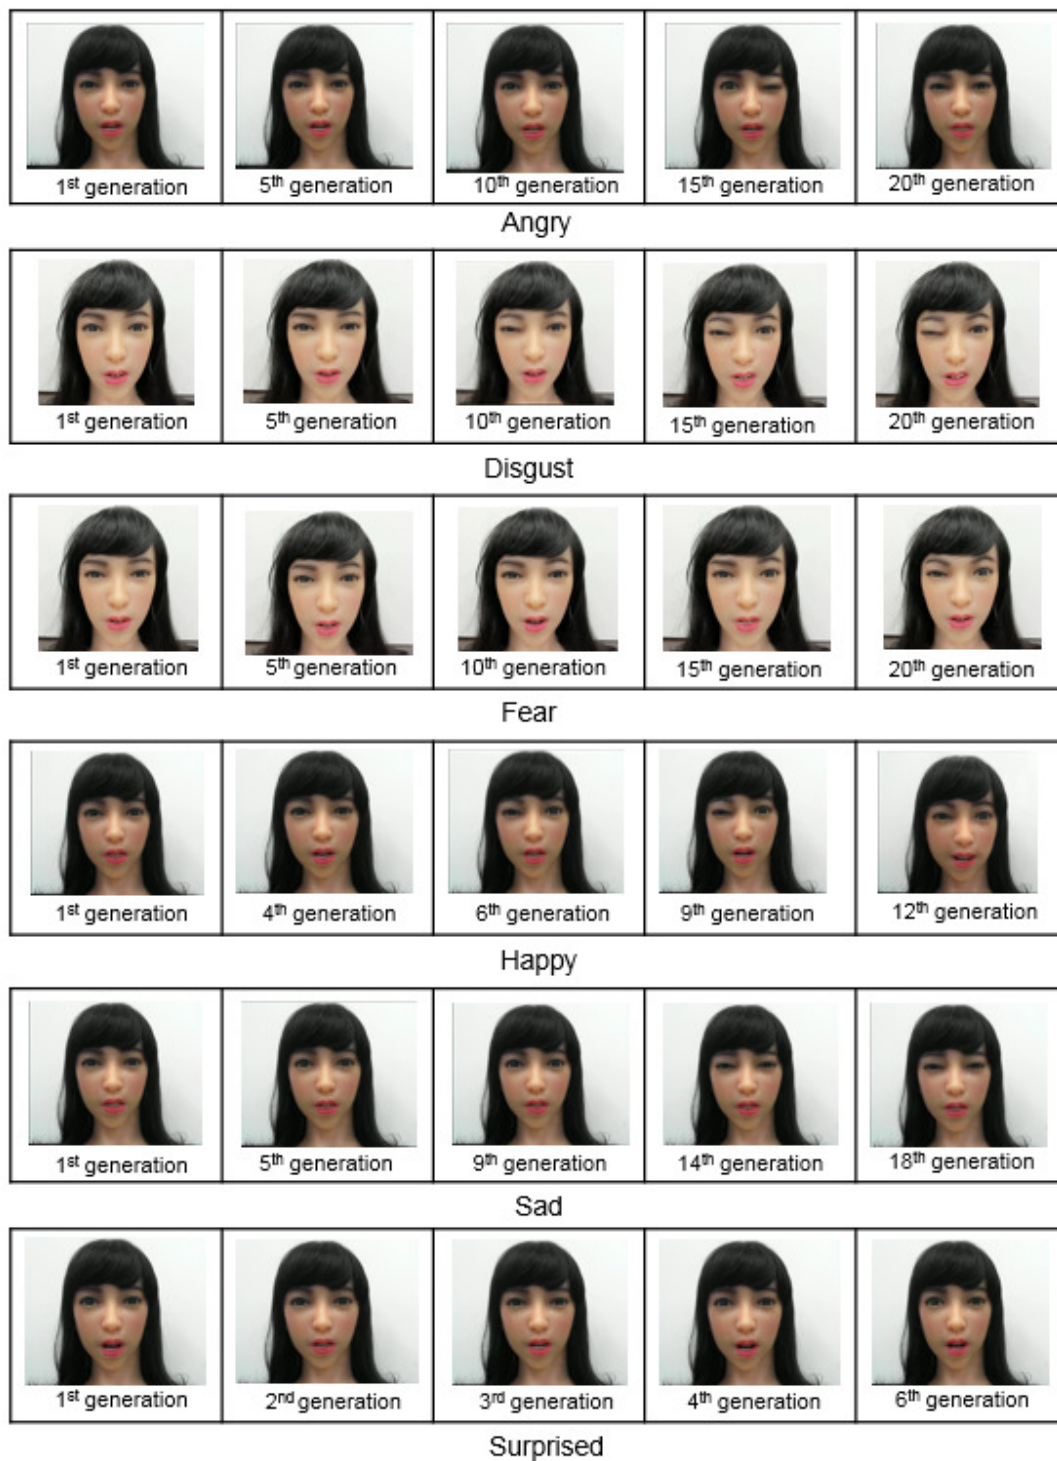 1st generation 5th generation 10th generation 15th generation 20th generation
Angry
1st generation 5th generation 10th generation 15th generation 20th generation
Disgust
1st generation 5th generation 10th generation 15th generation 20th generation
Fear
1st generation 4th generation 6th generation 9th generation 12th generation
Happy
1st generation 5th generation 9th generation 14th generation 18th generation
Sad
1st generation 2nd generation 3rd generation 4th generation 6th generation
Surprised